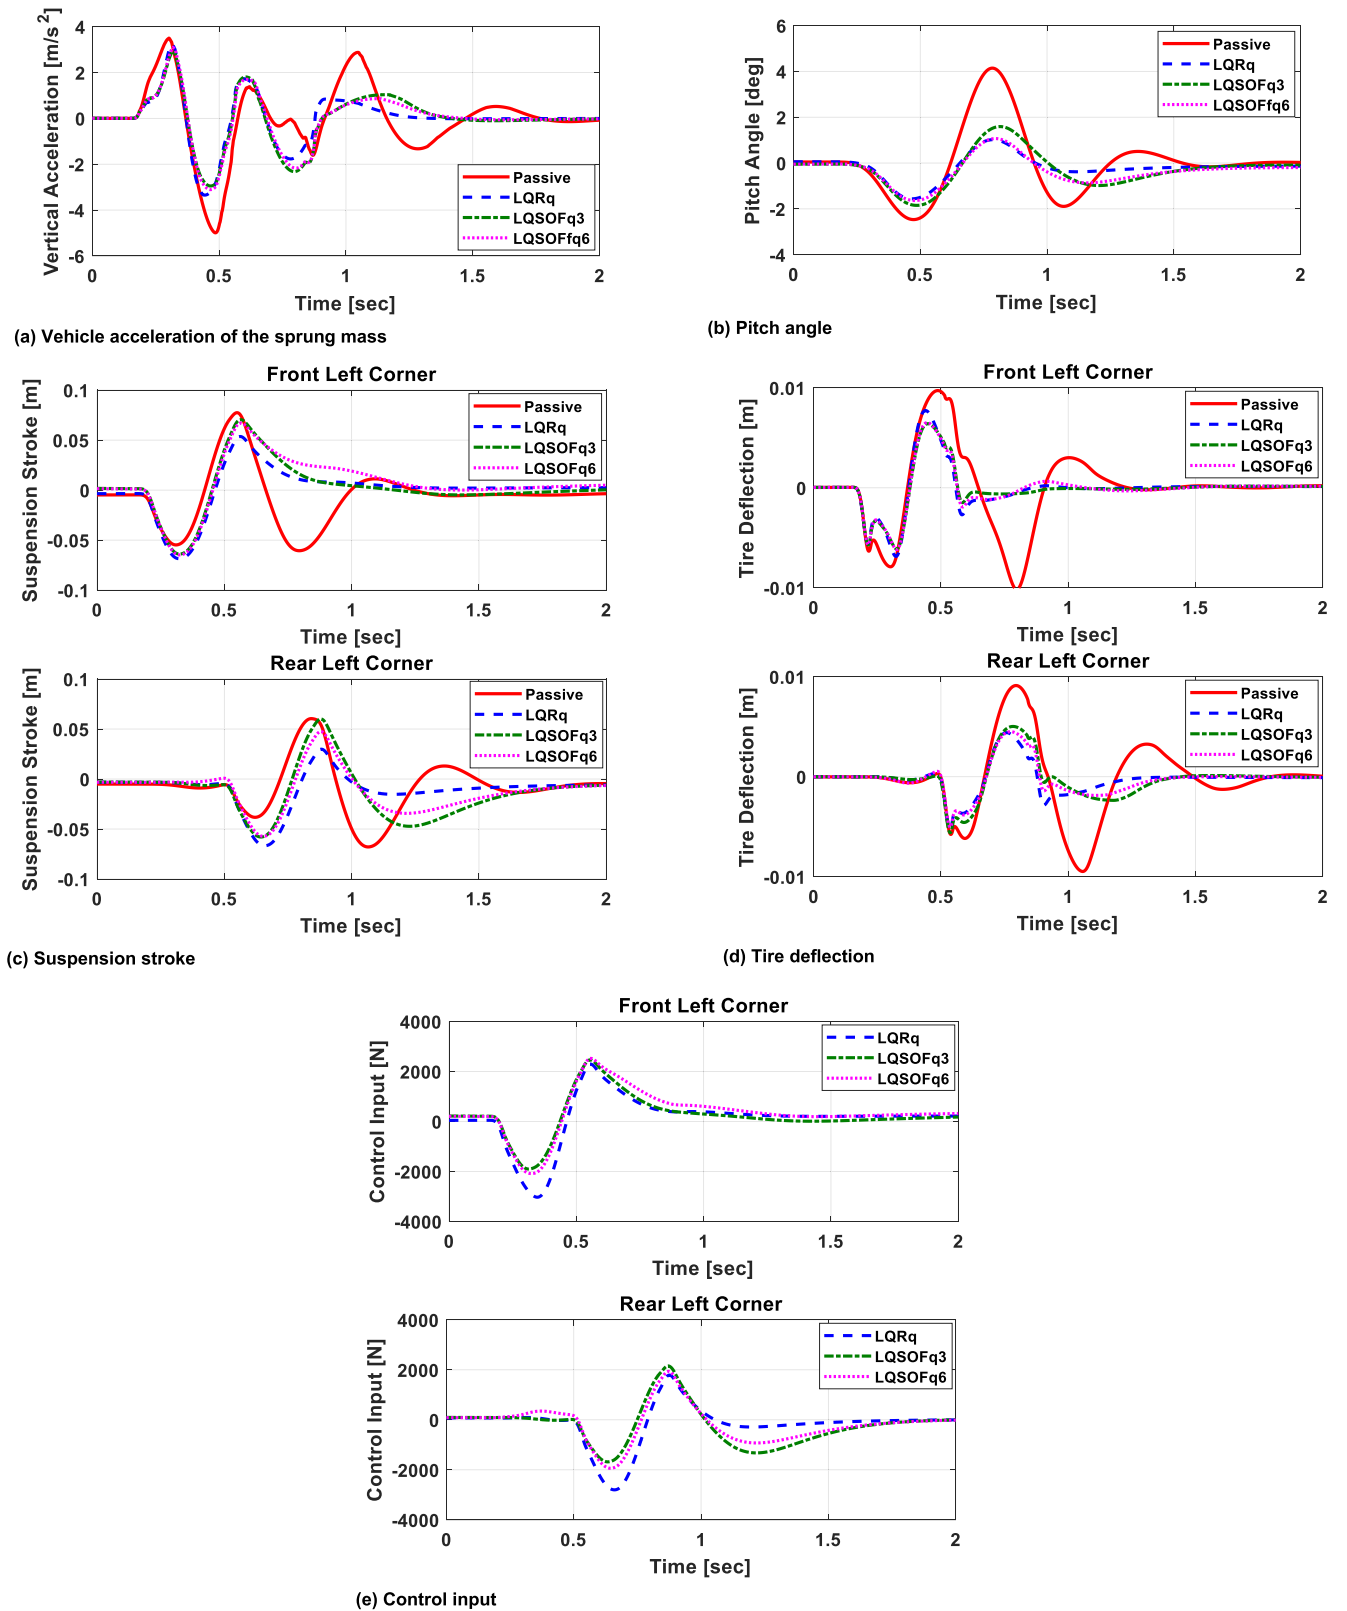 Vertical Acceleration [m/s²]
4
2
0
-2
-4
-6
0 0.5 1 1.5 2
Time [sec]
Passive
LQRq
LQSOFq3
LQSOFfq6
(a) Vehicle acceleration of the sprung mass
Pitch Angle [deg]
6
4
2
0
-2
-4
0 0.5 1 1.5 2
Time [sec]
Passive
LQRq
LQSOFq3
LQSOFfq6
(b) Pitch angle
Front Left Corner
Suspension Stroke [m]
0.1
0.05
0
-0.05
-0.1
0 0.5 1 1.5 2
Time [sec]
Passive
LQRq
LQSOFq3
LQSOFq6
Rear Left Corner
Suspension Stroke [m]
0.1
0.05
0
-0.05
-0.1
0 0.5 1 1.5 2
Time [sec]
Passive
LQRq
LQSOFq3
LQSOFq6
(c) Suspension stroke
Front Left Corner
Tire Deflection [m]
0.01
0
-0.01
0 0.5 1 1.5 2
Time [sec]
Passive
LQRq
LQSOFq3
LQSOFq6
Rear Left Corner
Tire Deflection [m]
0.01
0
-0.01
0 0.5 1 1.5 2
Time [sec]
Passive
LQRq
LQSOFq3
LQSOFq6
(d) Tire deflection
Front Left Corner
Control Input [N]
4000
2000
0
-2000
-4000
0 0.5 1 1.5 2
Time [sec]
LQRq
LQSOFq3
LQSOFq6
Rear Left Corner
Control Input [N]
4000
2000
0
-2000
-4000
0 0.5 1 1.5 2
Time [sec]
LQRq
LQSOFq3
LQSOFq6
(e) Control input